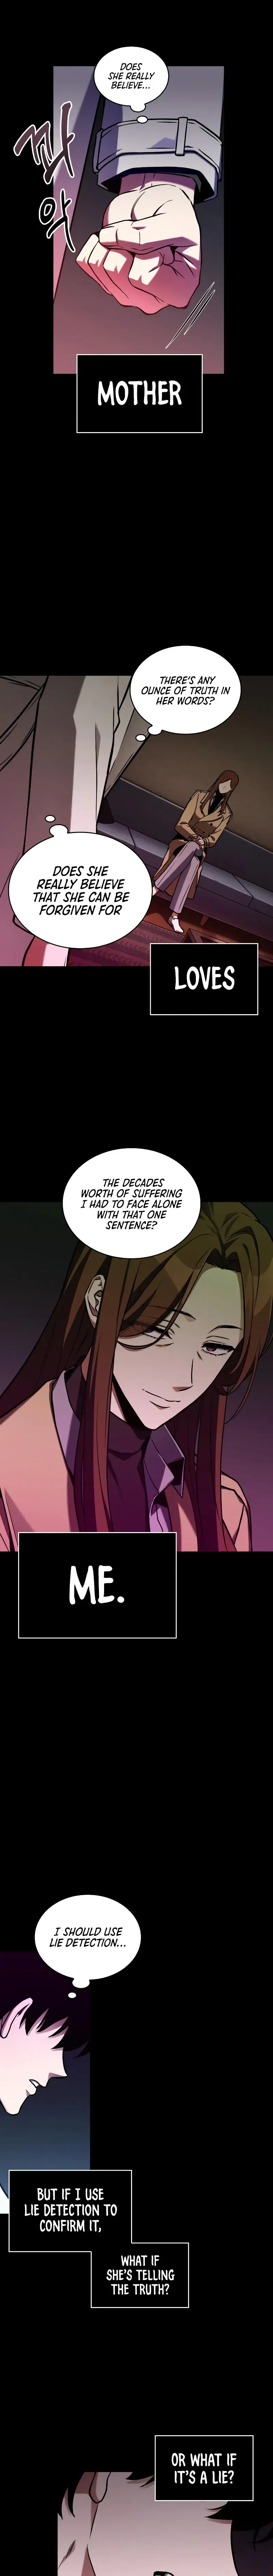 DOES
SHE REALLY
BELIEVE...
콰
악
MOTHER
THERE'S ANY
OUNCE OF TRUTH IN
HER WORDS?
DOES SHE
REALLY BELIEVE
THAT SHE CAN BE
FORGIVEN FOR
LOVES
THE DECADES
WORTH OF SUFFERING
I HAD TO FACE ALONE
WITH THAT ONE
SENTENCE?
ME.
I SHOULD USE
LIE DETECTION...
BUT IF I USE
LIE DETECTION TO
CONFIRM IT,
WHAT IF
SHE'S TELLING
THE TRUTH?
OR WHAT IF
IT'S A LIE?